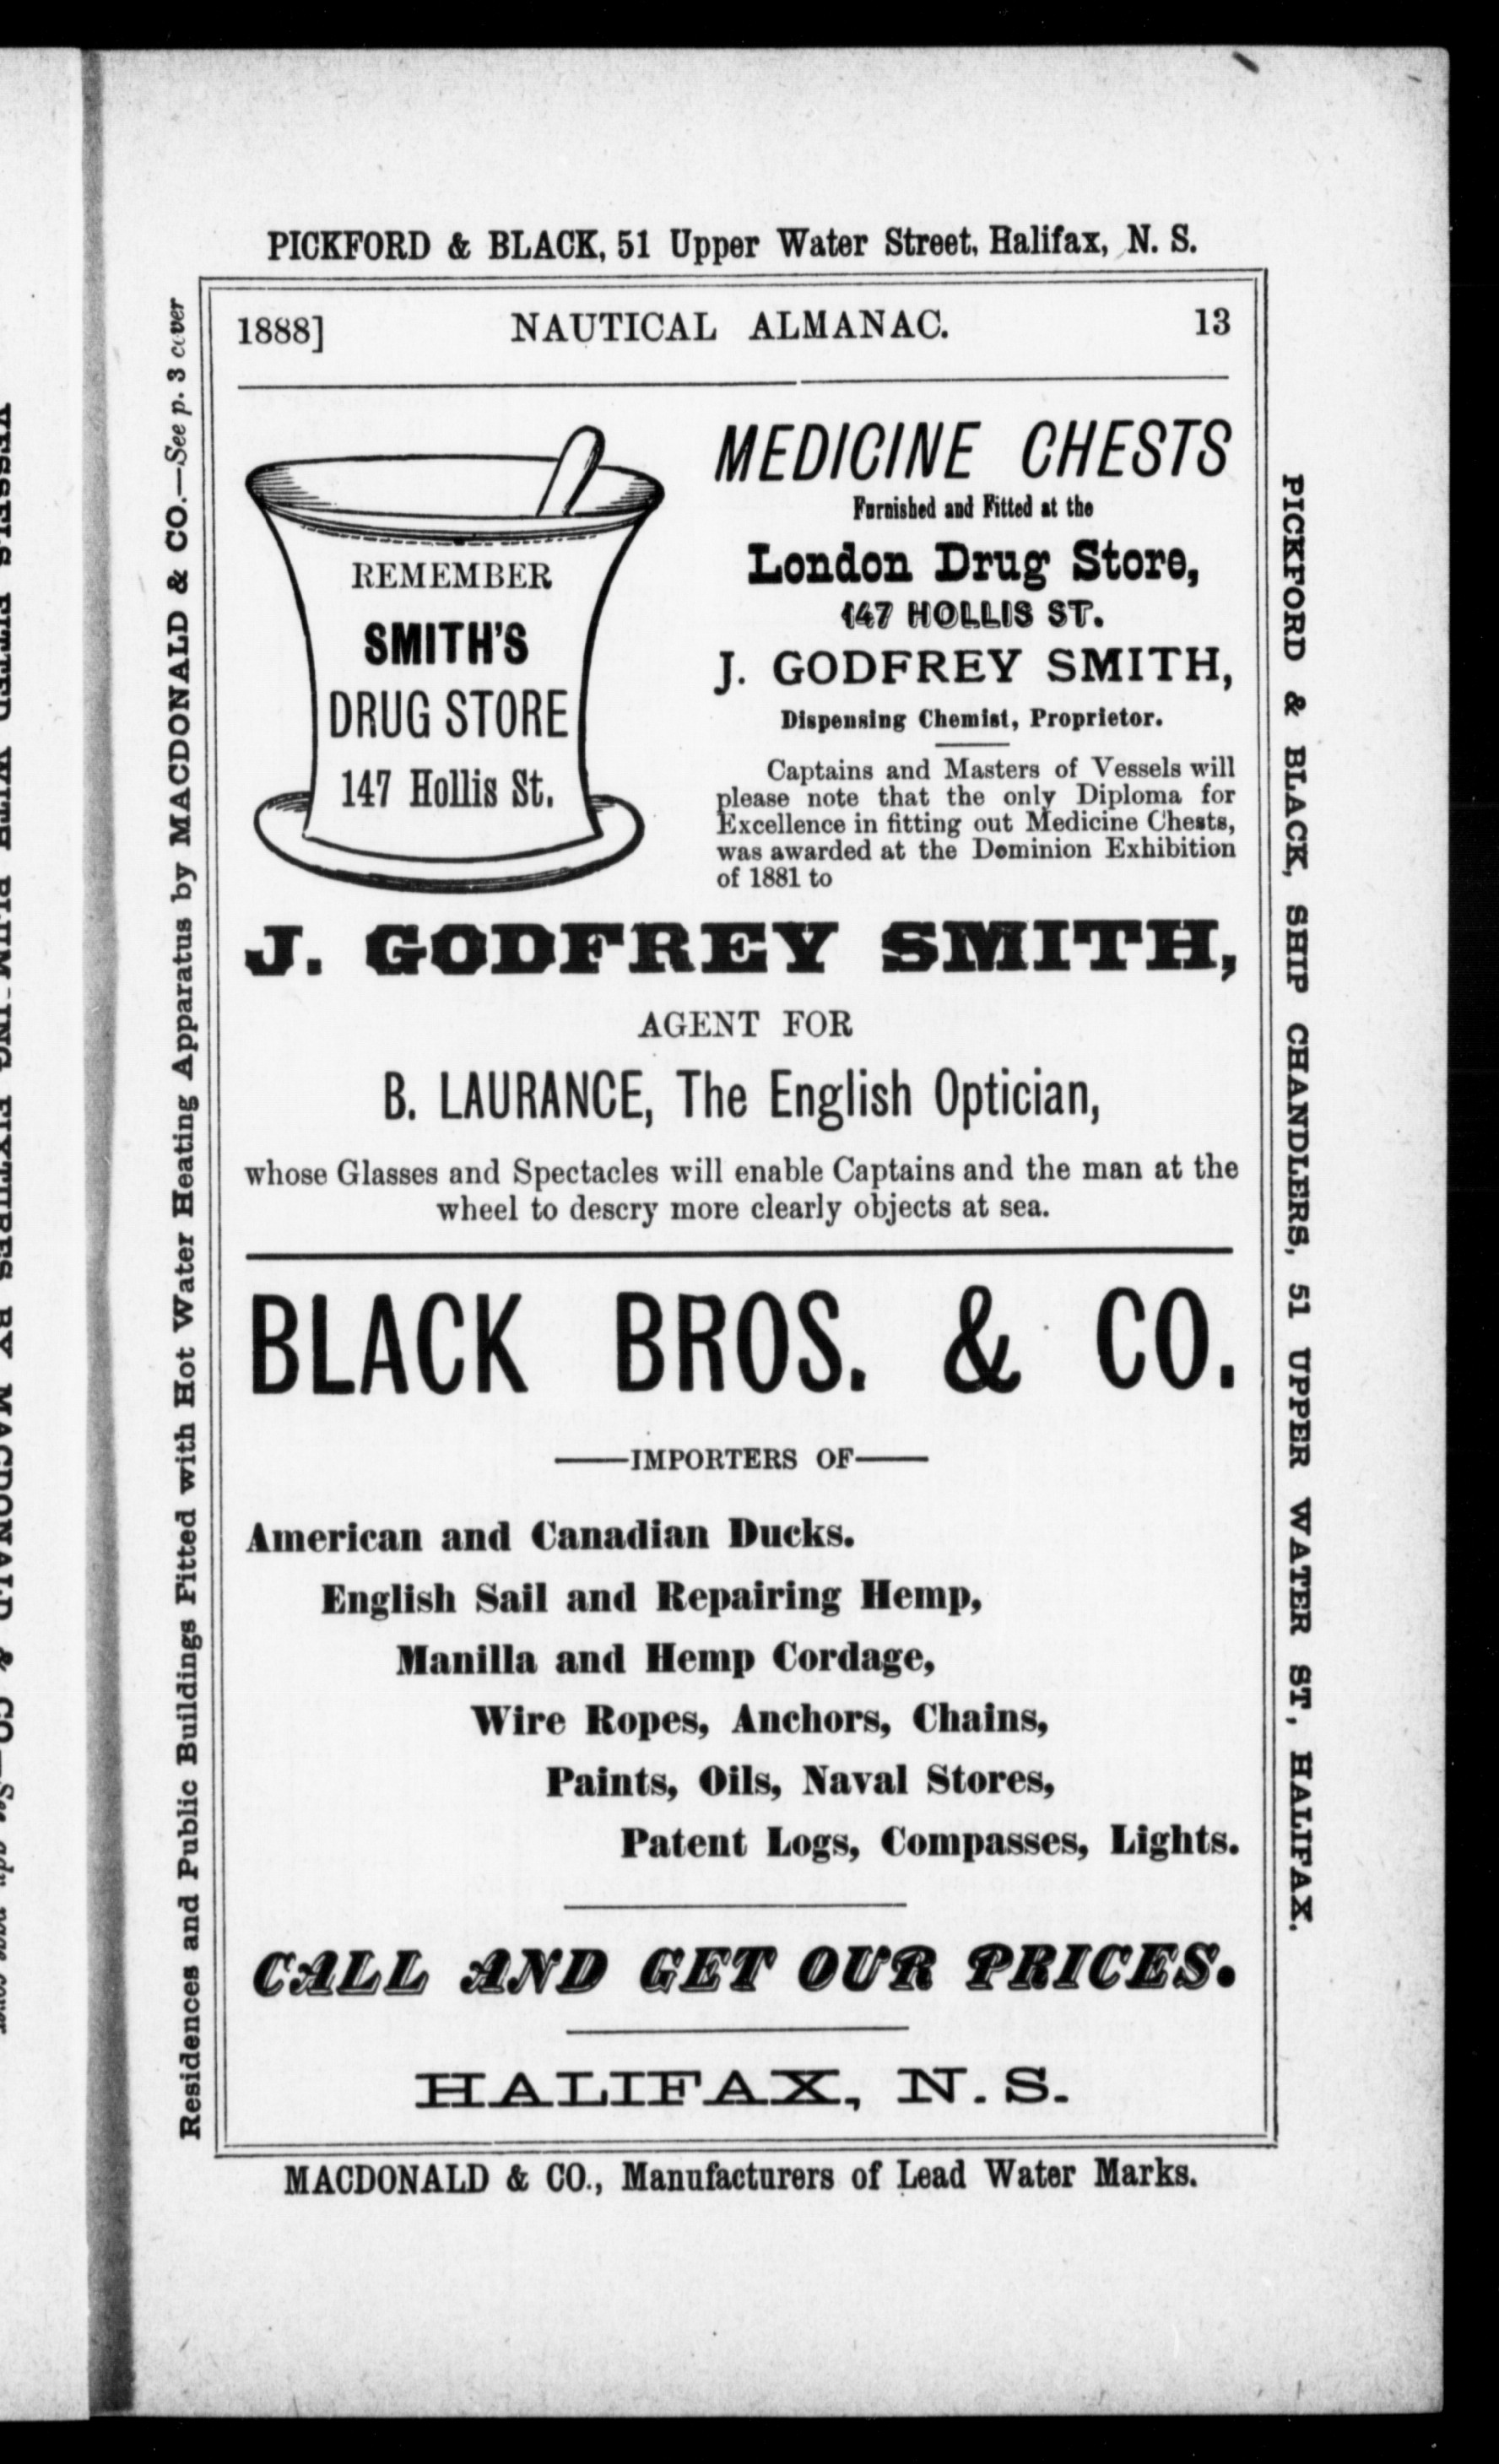 PICKFORD & BLACK, 51 Upper Water Street, Halifax, N. S.
1888] NAUTICAL ALMANAC. 13
REMEMBER
SMITH'S
DRUG STORE
147 Hollis St.
MEDICINE CHESTS
Furnished and Fitted at the
London Drug Store,
147 HOLLIS ST.
J. GODFREY SMITH,
Dispensing Chemist, Proprietor.
Captains and Masters of Vessels will
please note that the only Diploma for
Excellence in fitting out Medicine Chests,
was awarded at the Dominion Exhibition
of 1881 to
J. GODFREY SMITH,
AGENT FOR
B. LAURANCE, The English Optician,
whose Glasses and Spectacles will enable Captains and the man at the
wheel to descry more clearly objects at sea.
BLACK BROS. & CO.
——IMPORTERS OF——
American and Canadian Ducks.
English Sail and Repairing Hemp,
Manilla and Hemp Cordage,
Wire Ropes, Anchors, Chains,
Paints, Oils, Naval Stores,
Patent Logs, Compasses, Lights.
CALL AND GET OUR PRICES.
HALIFAX, N. S.
MACDONALD & CO., Manufacturers of Lead Water Marks.
Residences and Public Buildings Fitted with Hot Water Heating Apparatus by MACDONALD & CO.—See p. 3 cover
PICKFORD & BLACK, SHIP CHANDLERS, 51 UPPER WATER ST, HALIFAX.